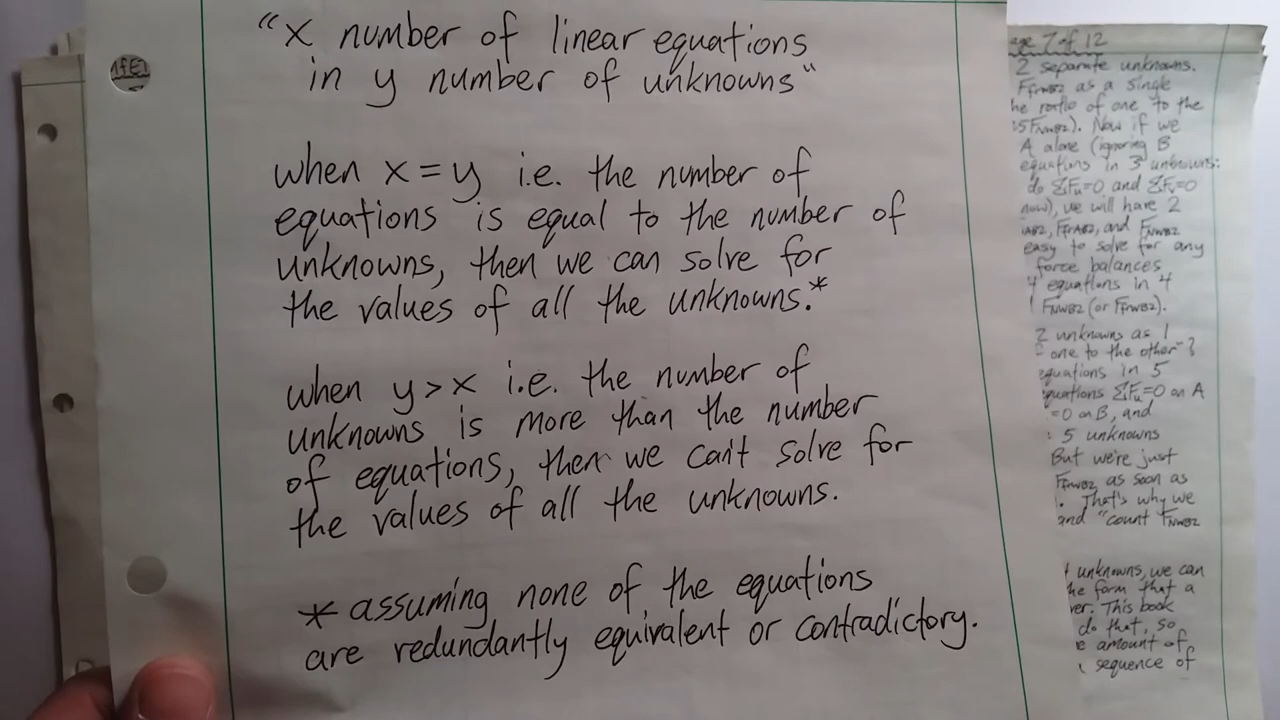 "x number of linear equations
in y number of unknowns"
when x = y i.e. the number of
equations is equal to the number of
unknowns, then we can solve for
the values of all the unknowns.*
when y > x i.e. the number of
unknowns is more than the number
of equations, then we can't solve for
the values of all the unknowns.
* assuming none of the equations
are redundantly equivalent or contradictory.
7 of 12
2 separate unknowns.
as a single
of one to the
Now if we
A alone (ignoring B
equations in 3 unknowns:
do ΣFx=0 and ΣFy=0
now), we will have 2
and
easy to solve for any
force balances
4 equations in 4
2 unknowns as 1
one to the other"?
equations in 5
equations on A
=0 on B, and
5 unknowns
But we're just
as soon as
. That's why we
and "count
unknowns, we can
the form that a
This book
do that, so
amount of
sequence of